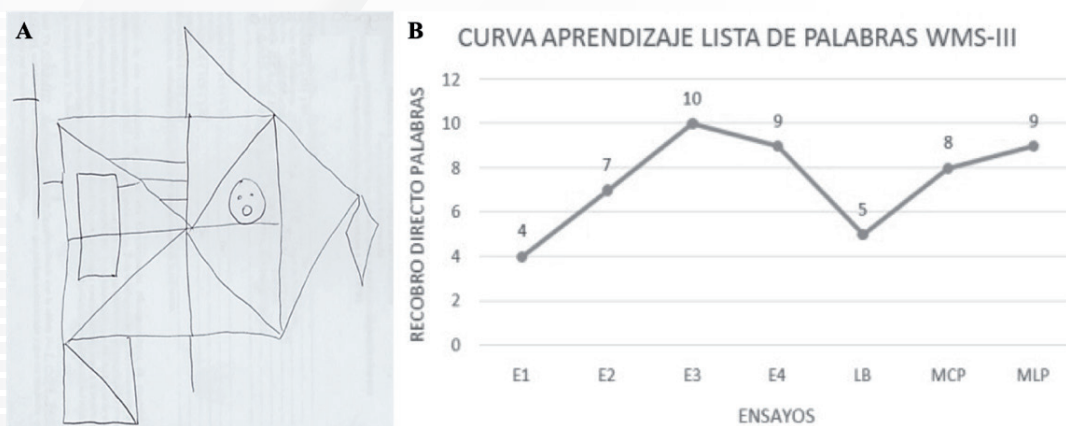 A
B
CURVA APRENDIZAJE LISTA DE PALABRAS WMS-III
RECOBRO DIRECTO PALABRAS
12
10
8
6
4
2
0
4
7
10
9
5
8
9
E1 E2 E3 E4 LB MCP MLP
ENSAYOS